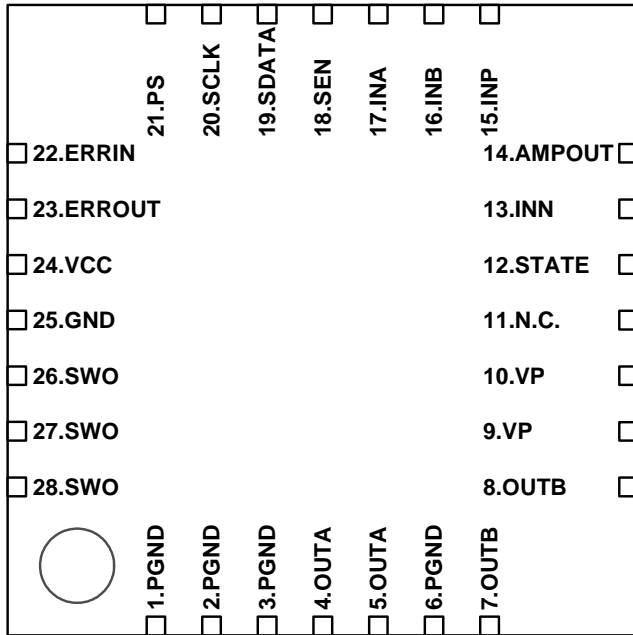 21.PS
20.SCLK
19.SDATA
18.SEN
17.INA
16.INB
15.INP
22.ERRIN
14.AMPOUT
23.ERROUT
13.INN
24.VCC
12.STATE
25.GND
11.N.C.
26.SWO
10.VP
27.SWO
9.VP
28.SWO
8.OUTB
1.PGND
2.PGND
3.PGND
4.OUTA
5.OUTA
6.PGND
7.OUTB